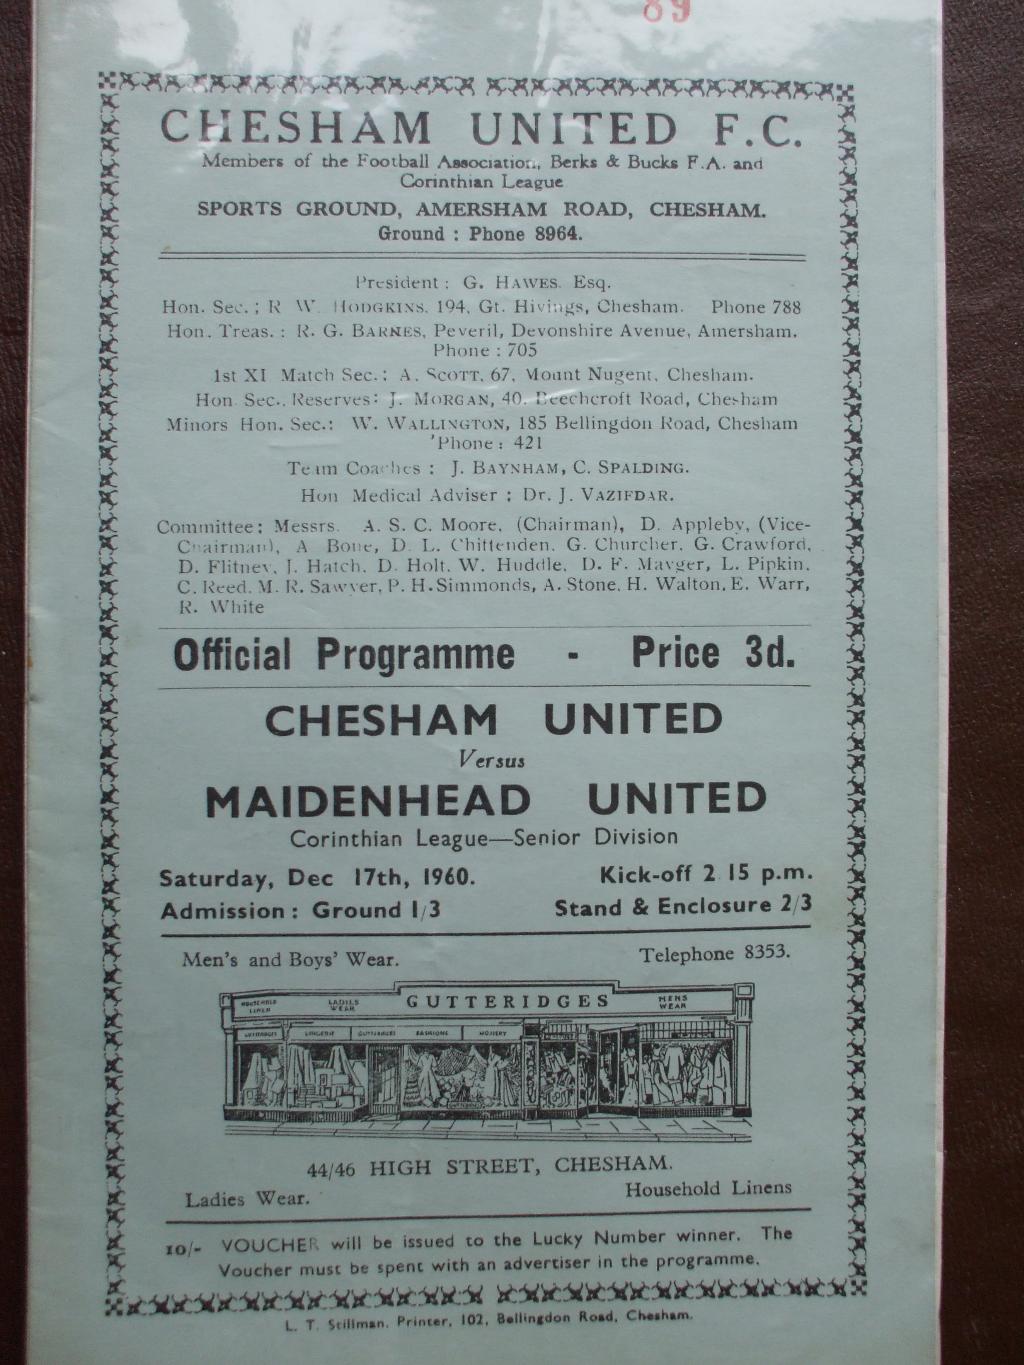 89
CHESHAM UNITED F.C.
Members of the Football Association, Berks & Bucks F.A. and
Corinthian League
SPORTS GROUND, AMERSHAM ROAD, CHESHAM.
Ground : Phone 8964.
President : G. HAWES. Esq.
Hon. Sec. ; R W. HODGKINS, 194, Gt. Hivings, Chesham. Phone 788
Hon. Treas. : R. G. BARNES, Peveril, Devonshire Avenue, Amersham.
Phone : 705
1st XI Match Sec.: A. SCOTT, 67, Mount Nugent, Chesham.
Hon Sec., Reserves: J. MORGAN, 40, Beechcroft Road, Chesham
Minors Hon. Sec.: W. WALLINGTON, 185 Bellingdon Road, Chesham
'Phone : 421
Team Coaches : J. BAYNHAM, C. SPALDING.
Hon Medical Adviser : Dr. J. VAZIFDAR.
Committee: Messrs. A. S. C. Moore, (Chairman), D. Appleby, (Vice-
Chairman), A Bone, D. L. Chittenden, G. Churcher, G. Crawford,
D. Flitney, J. Hatch, D. Holt, W. Huddle, D. F. Mayger, L. Pipkin,
C. Reed, M. R. Sawyer, P. H. Simmonds, A. Stone, H. Walton, E. Warr,
R. White
Official Programme - Price 3d.
CHESHAM UNITED
Versus
MAIDENHEAD UNITED
Corinthian League—Senior Division
Saturday, Dec 17th, 1960. Kick-off 2 15 p.m.
Admission : Ground 1/3 Stand & Enclosure 2/3
Men's and Boys' Wear. Telephone 8353.
HOUSEHOLD LINEN LADIES WEAR GUTTERIDGES MENS WEAR
GUTTERIDGES LINGERIE GUTTERIDGES FASHIONS HOSIERY
44/46 HIGH STREET, CHESHAM.
Ladies Wear. Household Linens
10/- VOUCHER will be issued to the Lucky Number winner. The
Voucher must be spent with an advertiser in the programme.
L. T. Stillman, Printer, 102, Bellingdon Road, Chesham.